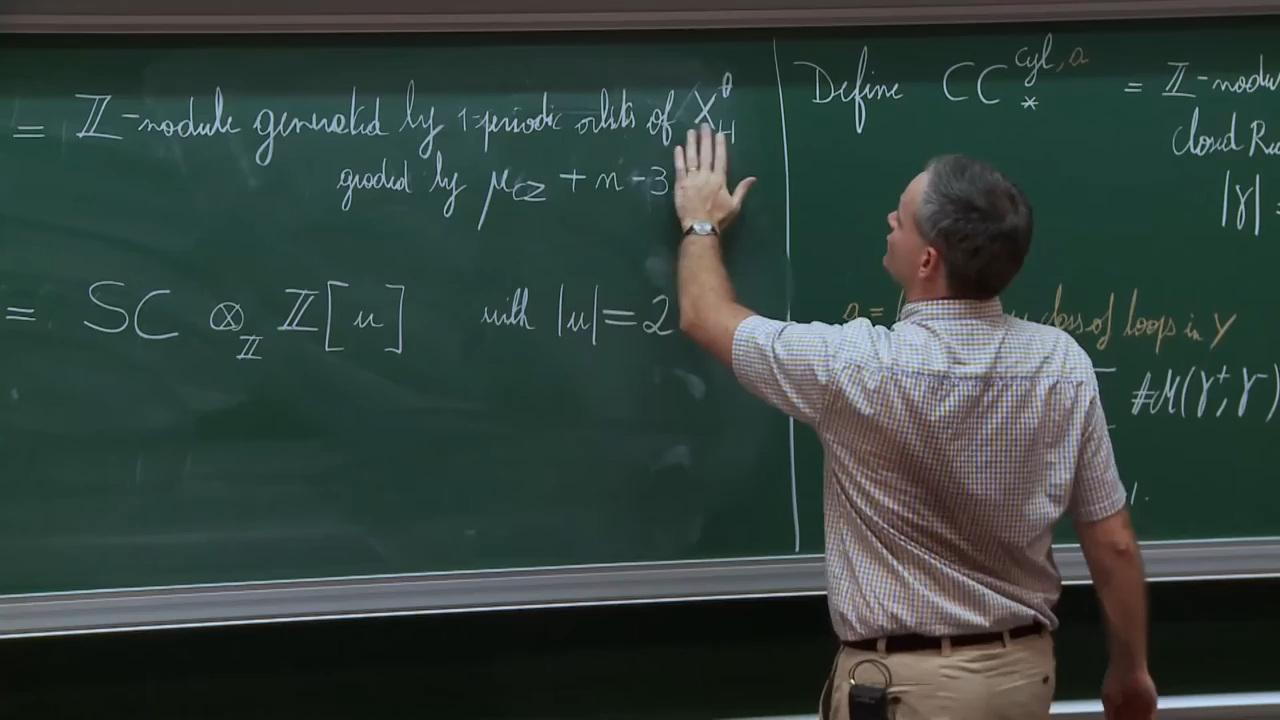 = ℤ-module generated by 1-periodic orbits of X_H^θ
graded by μ_CZ + n - 3
= SC ⊗_ℤ ℤ[u] with |u| = 2
Define CC_*^{cyl, a} = ℤ-modu
closed Re
|γ| =
a = class of loops in Y
#M(γ⁺, γ⁻)